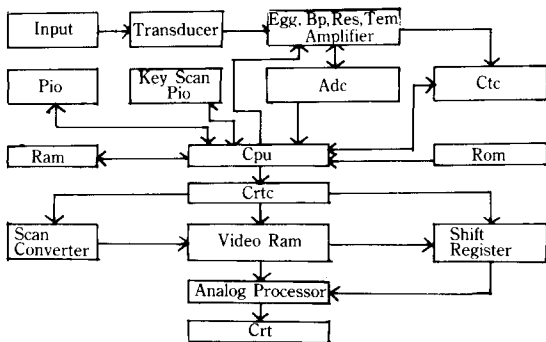 Input
Transducer
Egg. Bp, Res, Tem
Amplifier
Pio
Key Scan
Pio
Adc
Ctc
Ram
Cpu
Rom
Crtc
Scan
Converter
Video Ram
Shift
Register
Analog Processor
Crt